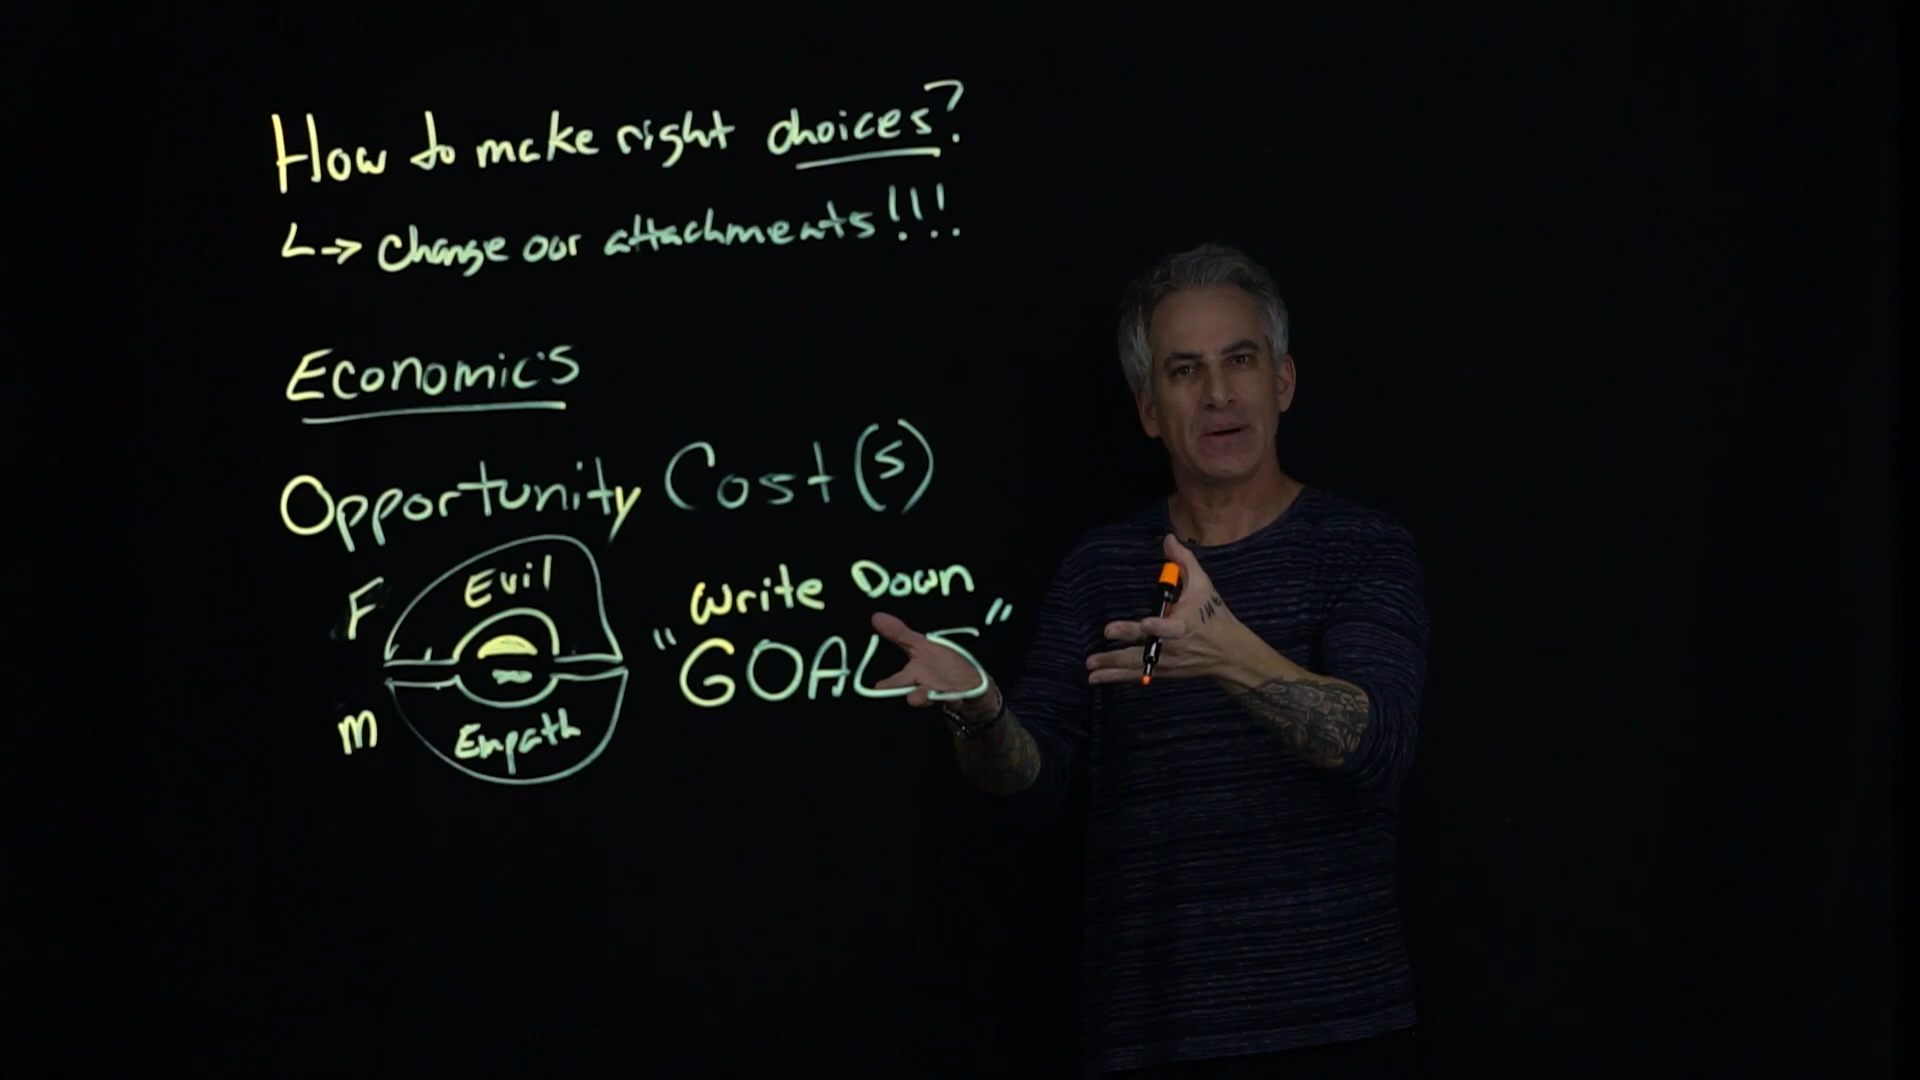 How to make right choices?
↳ change our attachments!!!
Economics
Opportunity Cost(s)
F
Evil
M
Empath
Write Down
"GOALS"